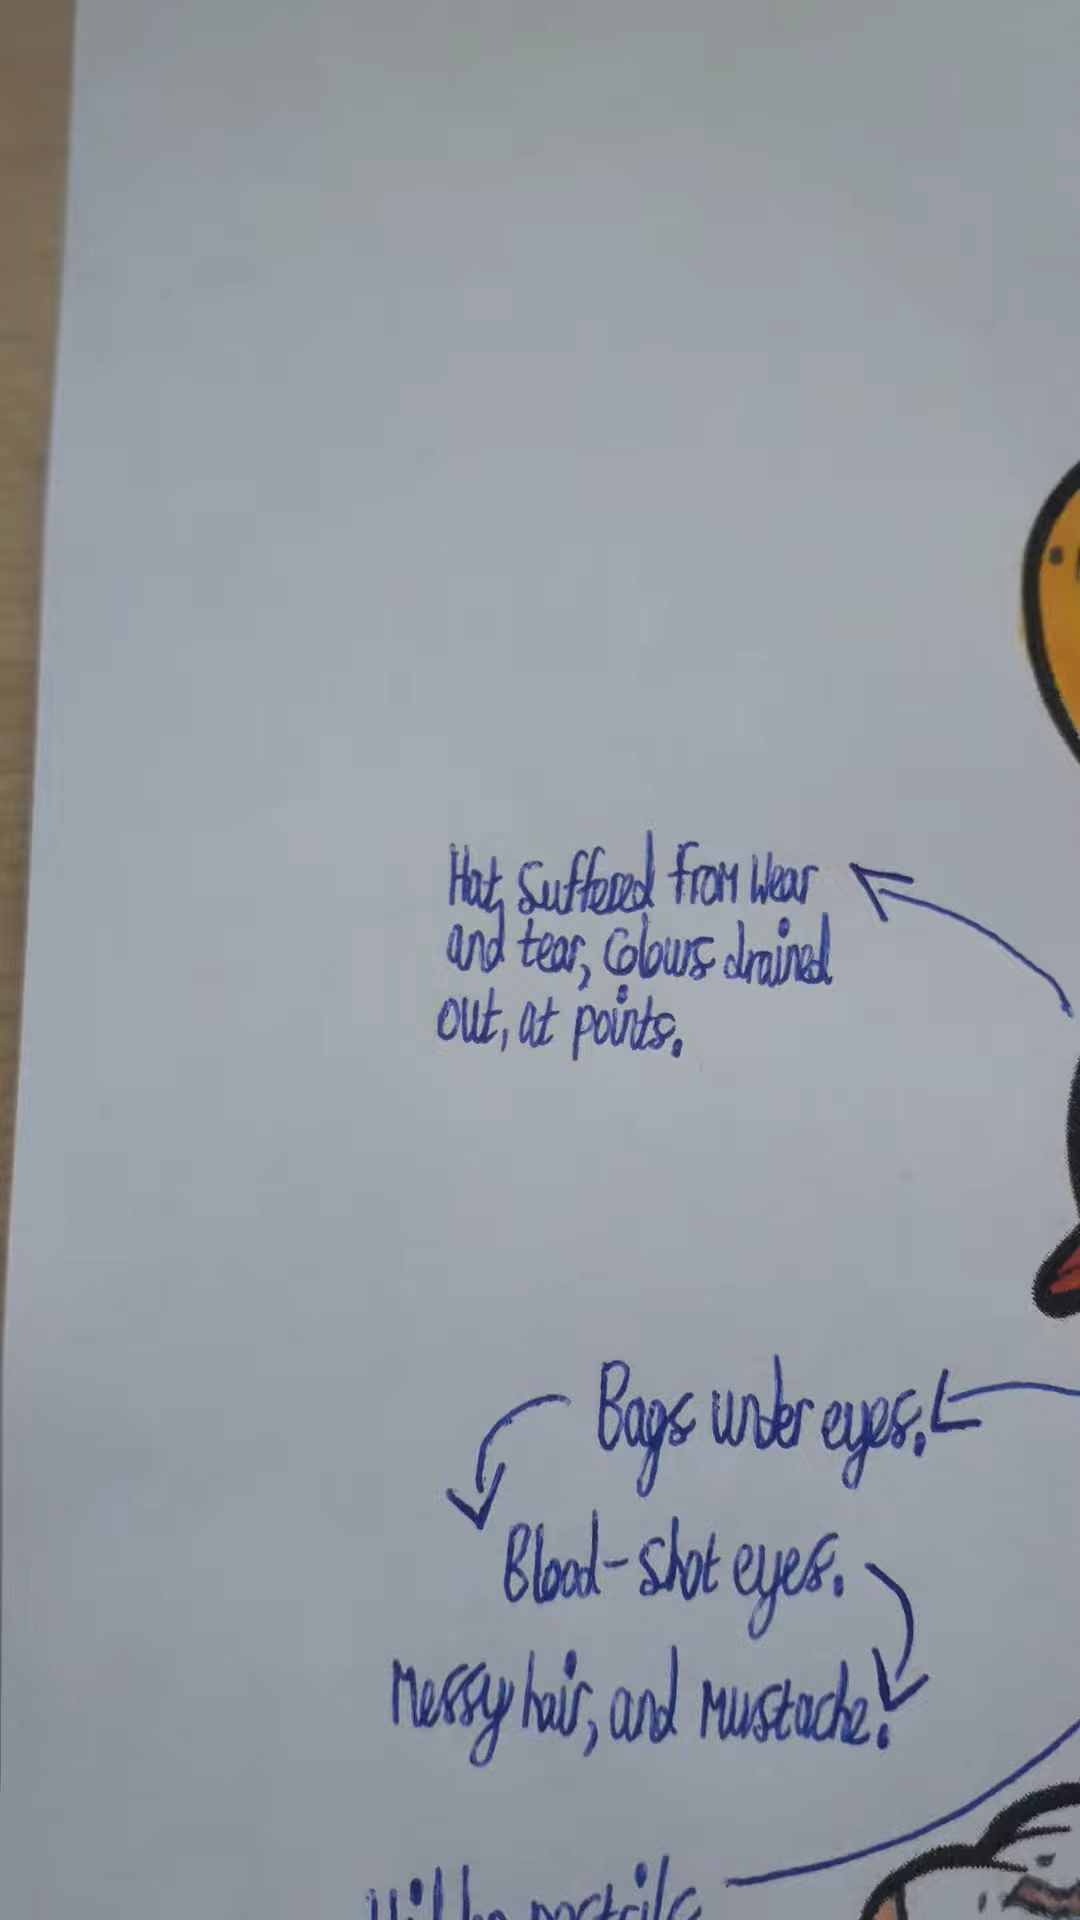 Hat, Suffered from Wear
and tear, Colours drained
out, at points.
Bags under eyes.
Blood-shot eyes.
Messy hair, and Mustache.
nostrils